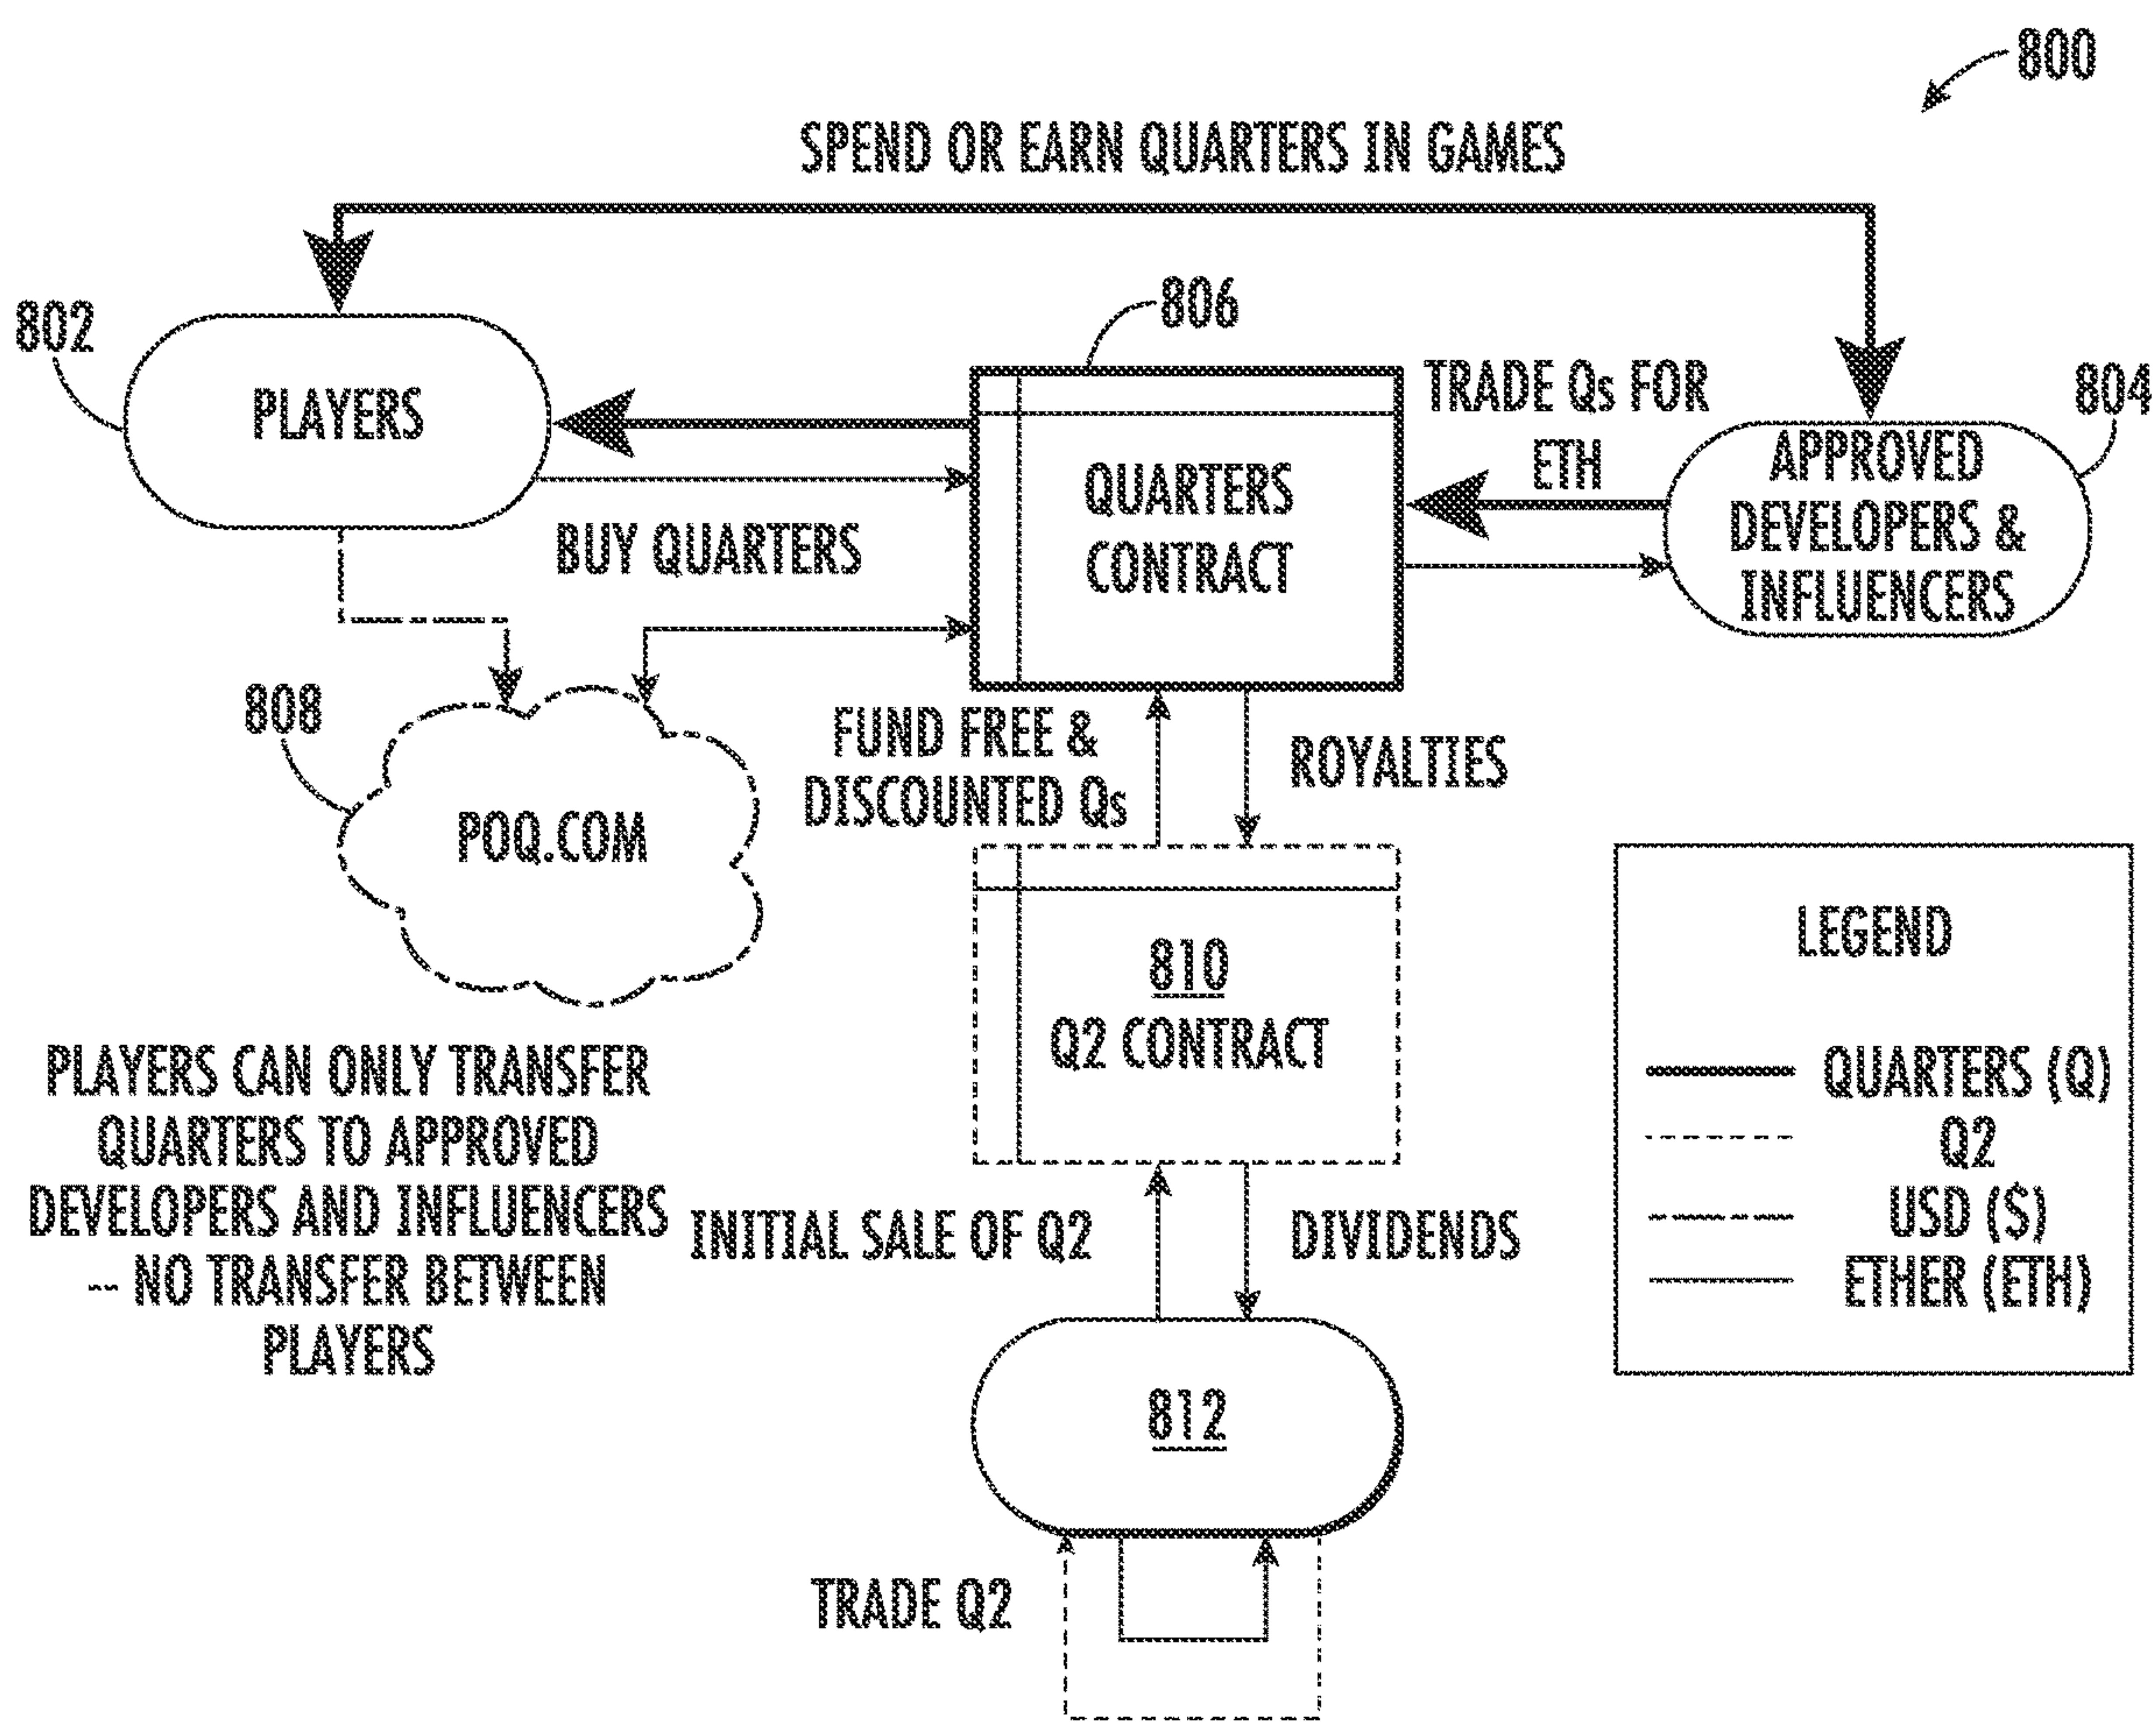 800
SPEND OR EARN QUARTERS IN GAMES
802
PLAYERS
806
QUARTERS
CONTRACT
TRADE Qs FOR
ETH
804
APPROVED
DEVELOPERS &
INFLUENCERS
BUY QUARTERS
808
POQ.COM
FUND FREE &
DISCOUNTED Qs
ROYALTIES
810
Q2 CONTRACT
PLAYERS CAN ONLY TRANSFER
QUARTERS TO APPROVED
DEVELOPERS AND INFLUENCERS
-- NO TRANSFER BETWEEN
PLAYERS
INITIAL SALE OF Q2
DIVIDENDS
812
TRADE Q2
LEGEND
QUARTERS (Q)
Q2
USD ($)
ETHER (ETH)